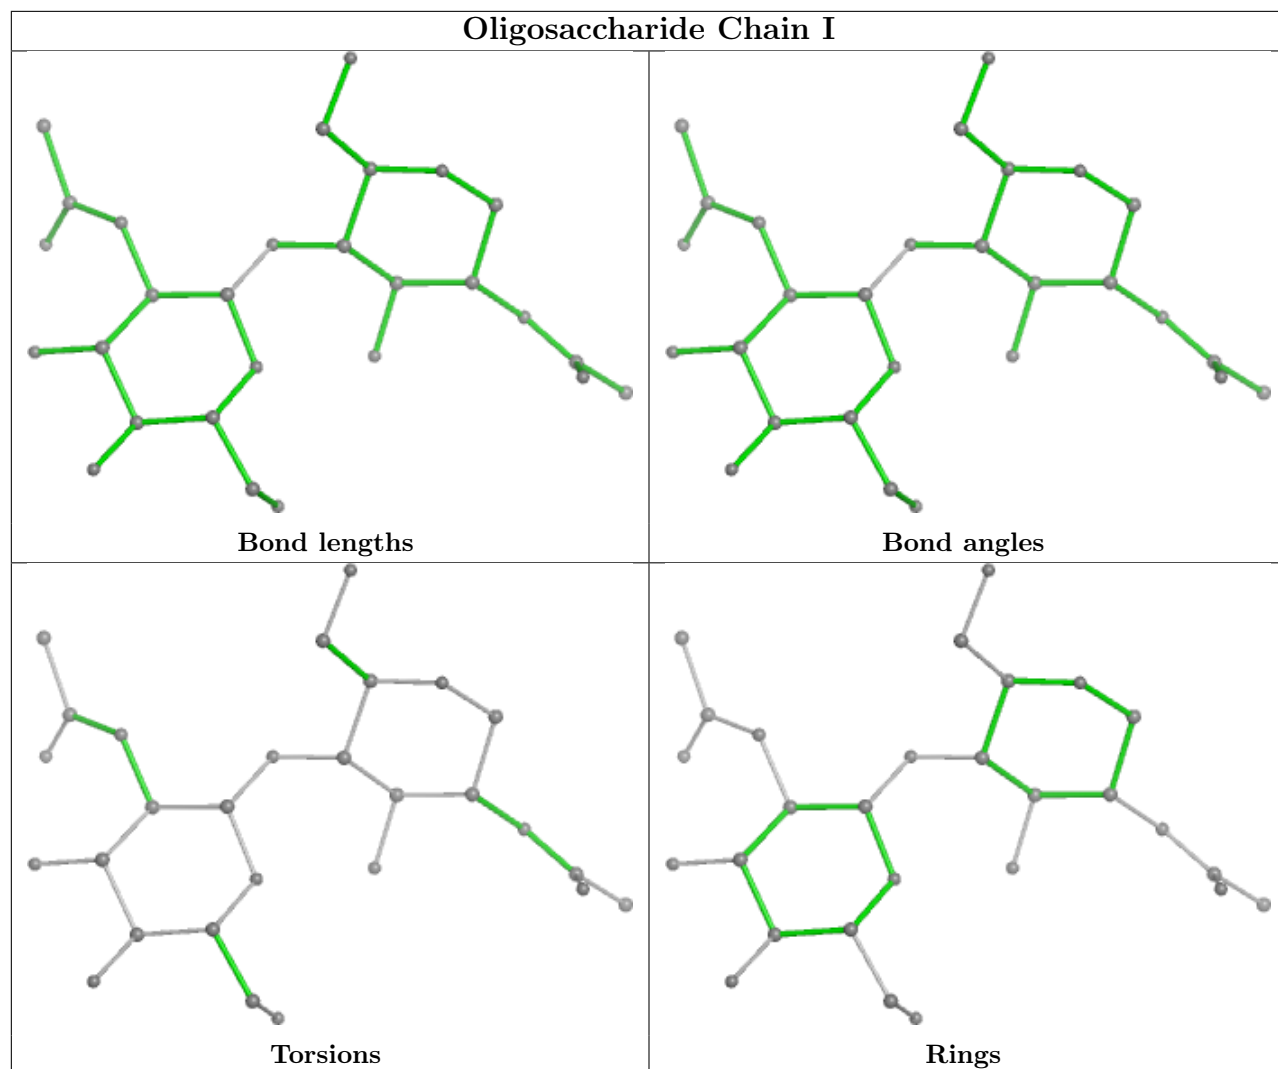 Oligosaccharide Chain I
Bond lengths
Bond angles
Torsions
Rings